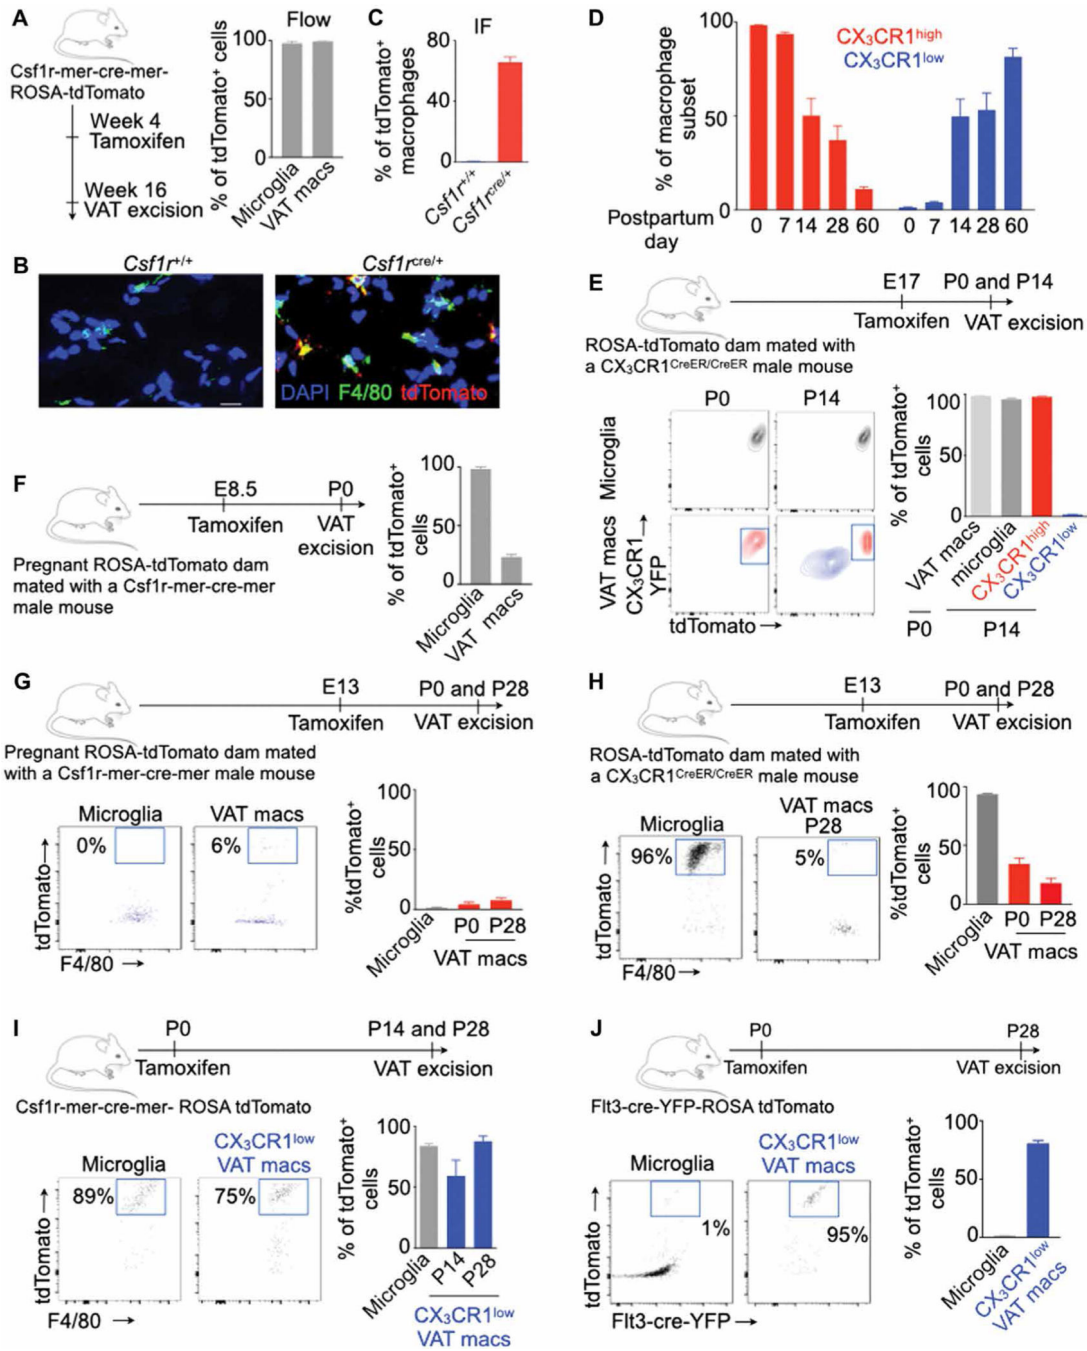 A
Csf1r-mer-cre-mer-
ROSA-tdTomato
Week 4
Tamoxifen
Week 16
VAT excision
Flow
% of tdTomato+ cells
100
50
0
Microglia
VAT macs
C
IF
% of tdTomato+
macrophages
80
40
0
Csf1r+/+
Csf1rcre/+
D
CX3CR1high
CX3CR1low
% of macrophage
subset
100
50
0
Postpartum
day
0 7 14 28 60 0 7 14 28 60
B
Csf1r+/+
Csf1rcre/+
DAPI F4/80 tdTomato
E
E17 P0 and P14
Tamoxifen VAT excision
ROSA-tdTomato dam mated with
a CX3CR1CreER/CreER male mouse
P0 P14
Microglia
VAT macs
CX3CR1
YFP
tdTomato
% of tdTomato+
cells
100
50
0
VAT macs
microglia
CX3CR1high
CX3CR1low
P0 P14
F
E8.5 P0
Tamoxifen VAT
excision
Pregnant ROSA-tdTomato dam
mated with a Csf1r-mer-cre-mer
male mouse
% of tdTomato+
cells
100
50
0
Microglia
VAT macs
G
E13 P0 and P28
Tamoxifen VAT excision
Pregnant ROSA-tdTomato dam mated
with a Csf1r-mer-cre-mer male mouse
Microglia VAT macs
0% 6%
tdTomato
F4/80
%tdTomato+
cells
100
50
0
Microglia
P0 P28
VAT macs
H
E13 P0 and P28
Tamoxifen VAT excision
ROSA-tdTomato dam mated with
a CX3CR1CreER/CreER male mouse
Microglia
VAT macs
P28
96% 5%
tdTomato
F4/80
%tdTomato+
cells
100
50
0
Microglia
P0 P28
VAT macs
I
P0 P14 and P28
Tamoxifen VAT excision
Csf1r-mer-cre-mer- ROSA tdTomato
Microglia
CX3CR1low
VAT macs
89% 75%
tdTomato
F4/80
% of tdTomato+
cells
100
50
0
Microglia
P14
P28
CX3CR1low
VAT macs
J
P0 P28
Tamoxifen VAT excision
Flt3-cre-YFP-ROSA tdTomato
Microglia
CX3CR1low
VAT macs
1% 95%
tdTomato
Flt3-cre-YFP
% of tdTomato+
cells
100
50
0
Microglia
CX3CR1low
VAT macs